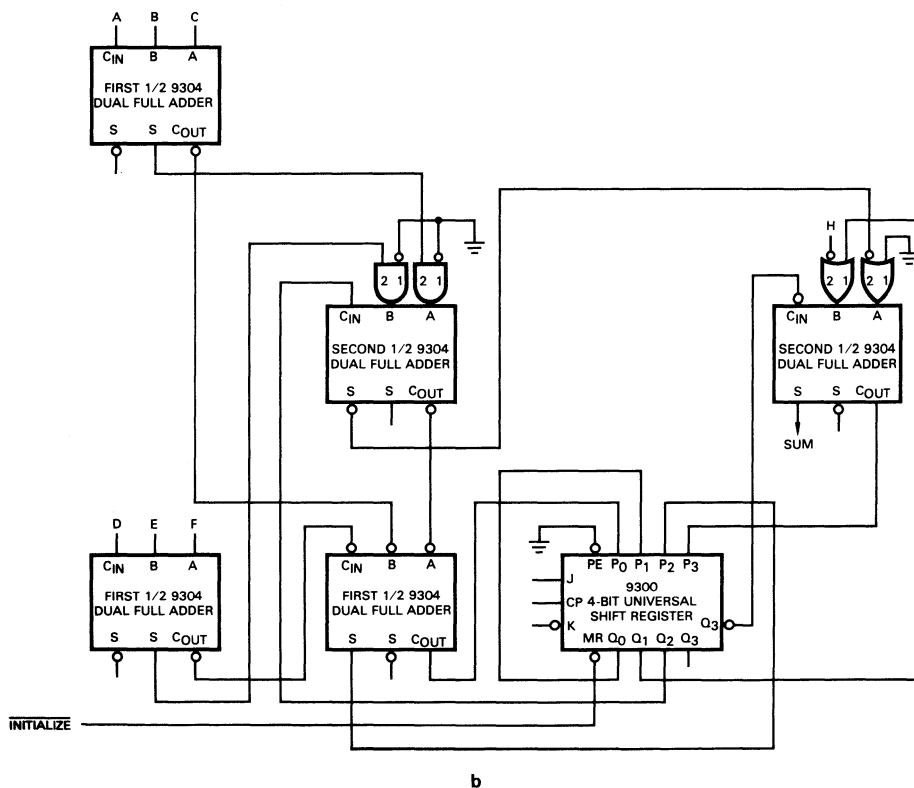 A B C
CIN B A
FIRST 1/2 9304
DUAL FULL ADDER
S S COUT
H
2 1 2 1
2 1 2 1
CIN B A
SECOND 1/2 9304
DUAL FULL ADDER
S S COUT
CIN B A
SECOND 1/2 9304
DUAL FULL ADDER
S S COUT
SUM
D E F
CIN B A
FIRST 1/2 9304
DUAL FULL ADDER
S S COUT
CIN B A
FIRST 1/2 9304
DUAL FULL ADDER
S S COUT
PE P0 P1 P2 P3
J 9300
CP 4-BIT UNIVERSAL
SHIFT REGISTER
K Q3
MR Q0 Q1 Q2 Q3
INITIALIZE
b